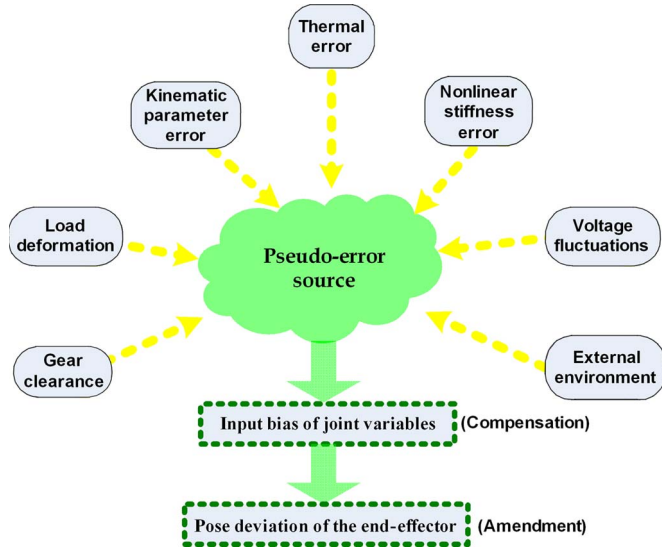 Thermal
error
Kinematic
parameter
error
Nonlinear
stiffness
error
Load
deformation
Pseudo-error
source
Voltage
fluctuations
Gear
clearance
External
environment
Input bias of joint variables (Compensation)
Pose deviation of the end-effector (Amendment)